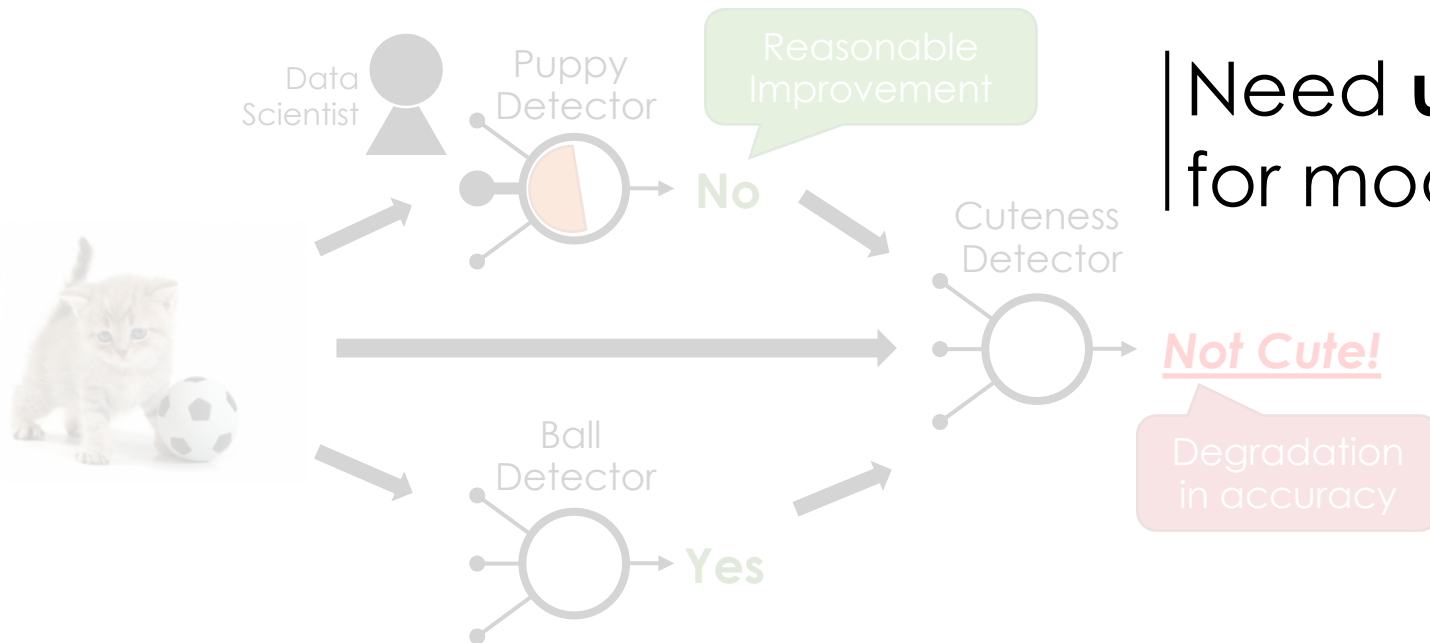 Data
Scientist
Puppy
Detector
Reasonable
Improvement
No
Need
for
Cuteness
Detector
Not Cute!
Degradation
in accuracy
Ball
Detector
Yes